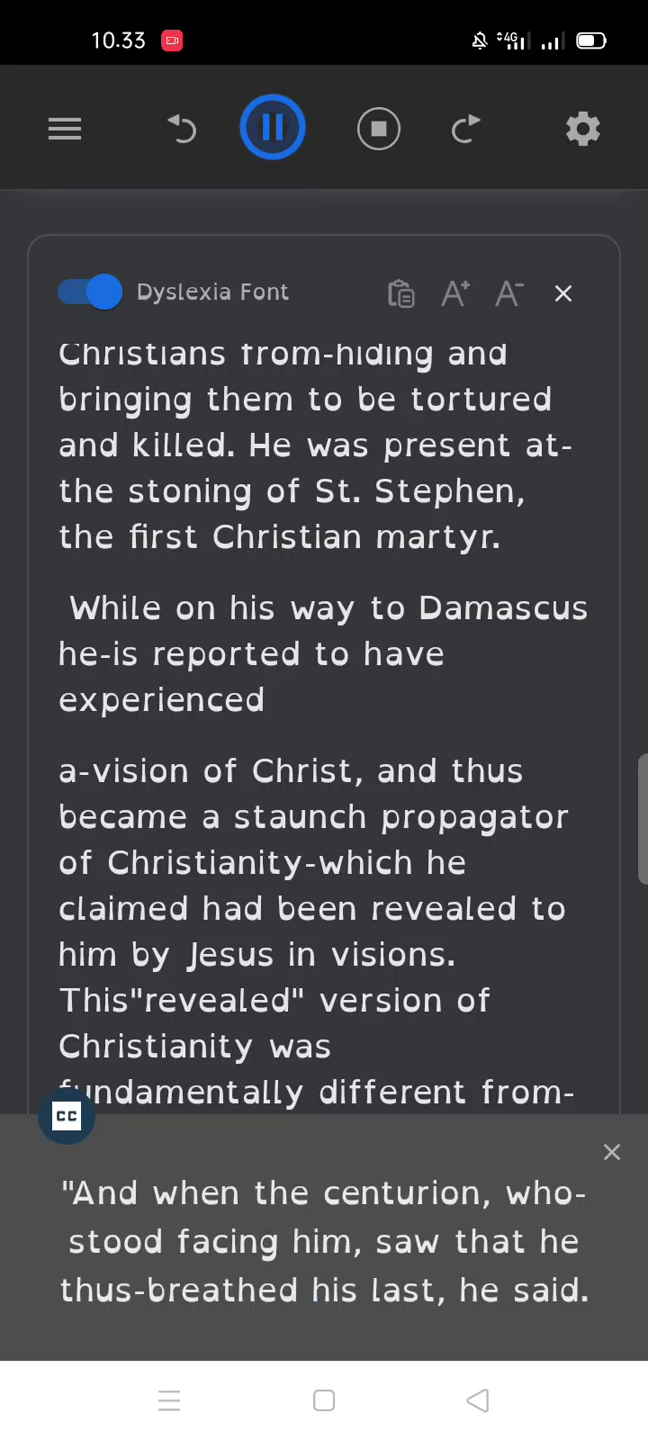 10.33
4G
Dyslexia Font
A+ A-
Christians from-hiding and
bringing them to be tortured
and killed. He was present at-
the stoning of St. Stephen,
the first Christian martyr.
While on his way to Damascus
he-is reported to have
experienced
a-vision of Christ, and thus
became a staunch propagator
of Christianity-which he
claimed had been revealed to
him by Jesus in visions.
This"revealed" version of
Christianity was
fundamentally different from-
CC
"And when the centurion, who-
stood facing him, saw that he
thus-breathed his last, he said.